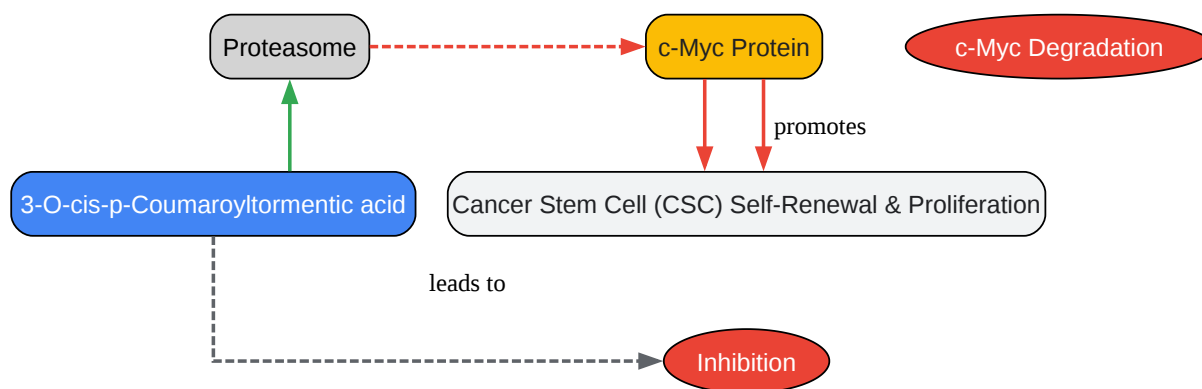 Proteasome
c-Myc Protein
c-Myc Degradation
promotes
3-O-cis-p-Coumaroyltormentic acid
Cancer Stem Cell (CSC) Self-Renewal & Proliferation
leads to
Inhibition